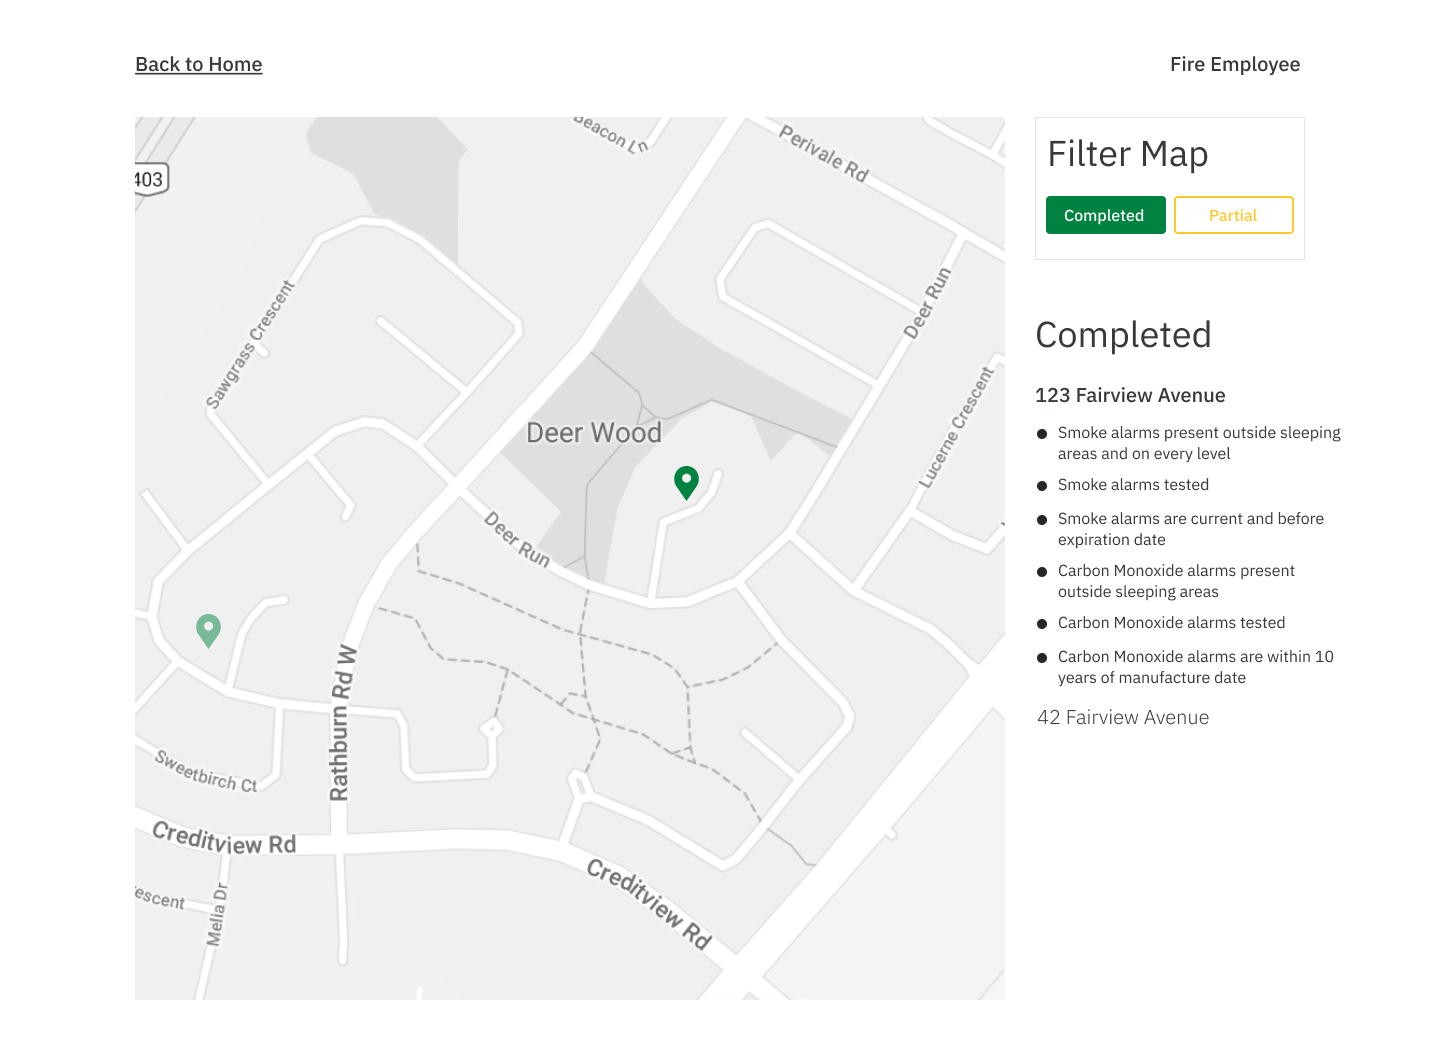 Back to Home
Fire Employee
Beacon Ln
Perivale Rd
403
Filter Map
Completed
Partial
Sawgrass Crescent
Deer Run
Completed
Lucerne Crescent
123 Fairview Avenue
Deer Wood
Smoke alarms present outside sleeping
areas and on every level
Smoke alarms tested
Deer Run
Smoke alarms are current and before
expiration date
Carbon Monoxide alarms present
outside sleeping areas
Carbon Monoxide alarms tested
Carbon Monoxide alarms are within 10
years of manufacture date
42 Fairview Avenue
Rathburn Rd W
Sweetbirch Ct
Creditview Rd
Creditview Rd
escent
Melia Dr